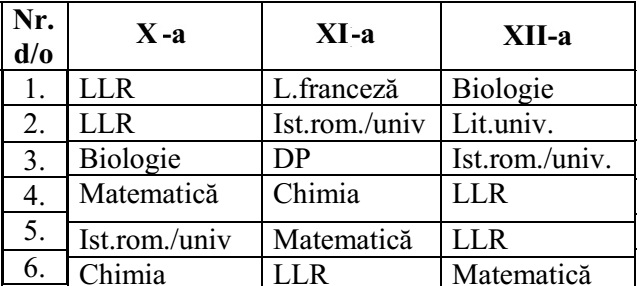 Nr. d/o X -a XI-a XII-a
1. LLR L.franceză Biologie
2. LLR Ist.rom./univ Lit.univ.
3. Biologie DP Ist.rom./univ.
4. Matematică Chimia LLR
5. Ist.rom./univ Matematică LLR
6. Chimia LLR Matematică